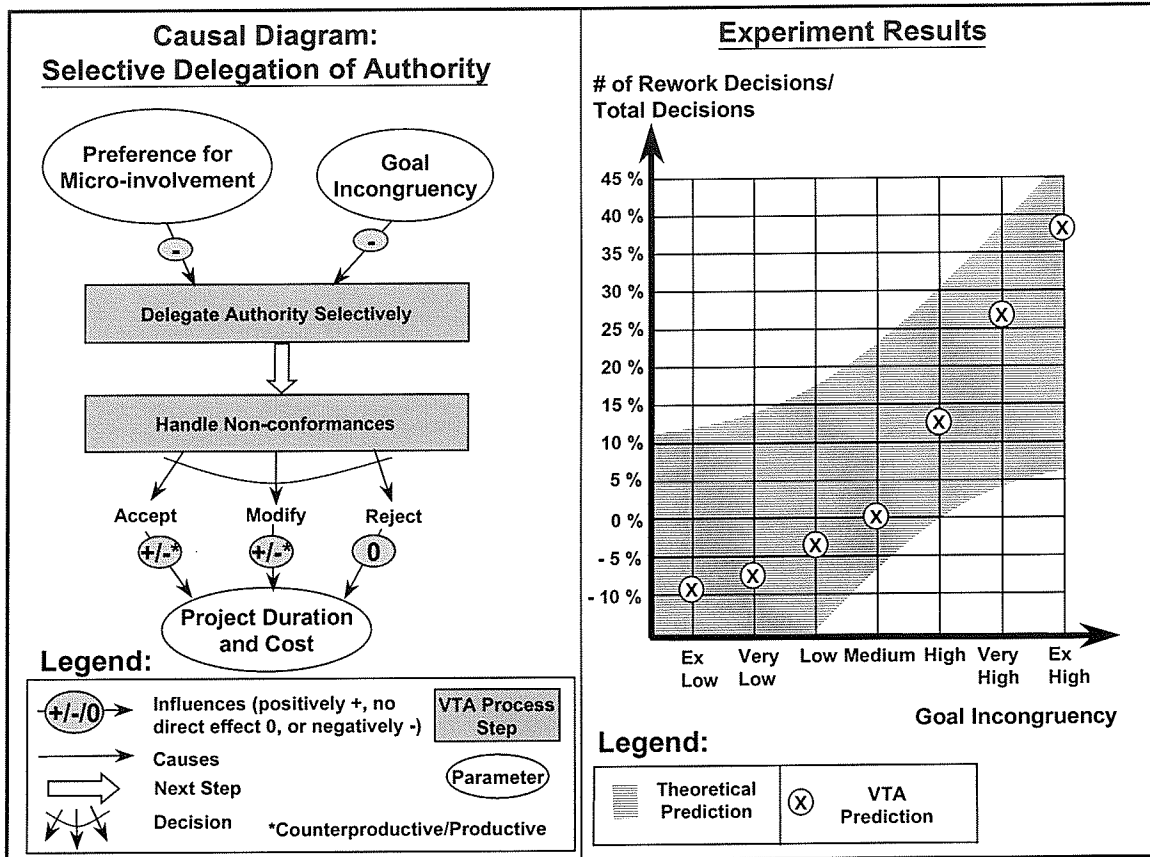 Causal Diagram:
Selective Delegation of Authority
Preference for
Micro-involvement
Goal
Incongruency
-
-
Delegate Authority Selectively
Handle Non-conformances
Accept
Modify
Reject
+/-*
+/-*
0
Project Duration
and Cost
Legend:
+/-/0
Influences (positively +, no
direct effect 0, or negatively -)
VTA Process
Step
Causes
Next Step
Parameter
Decision
*Counterproductive/Productive
Experiment Results
# of Rework Decisions/
Total Decisions
45 %
40 %
35 %
30 %
25 %
20 %
15 %
10 %
5 %
0 %
- 5 %
- 10 %
X
X
X
X
X
X
X
Ex
Low
Very
Low
Low
Medium
High
Very
High
Ex
High
Goal Incongruency
Legend:
Theoretical
Prediction
X
VTA
Prediction